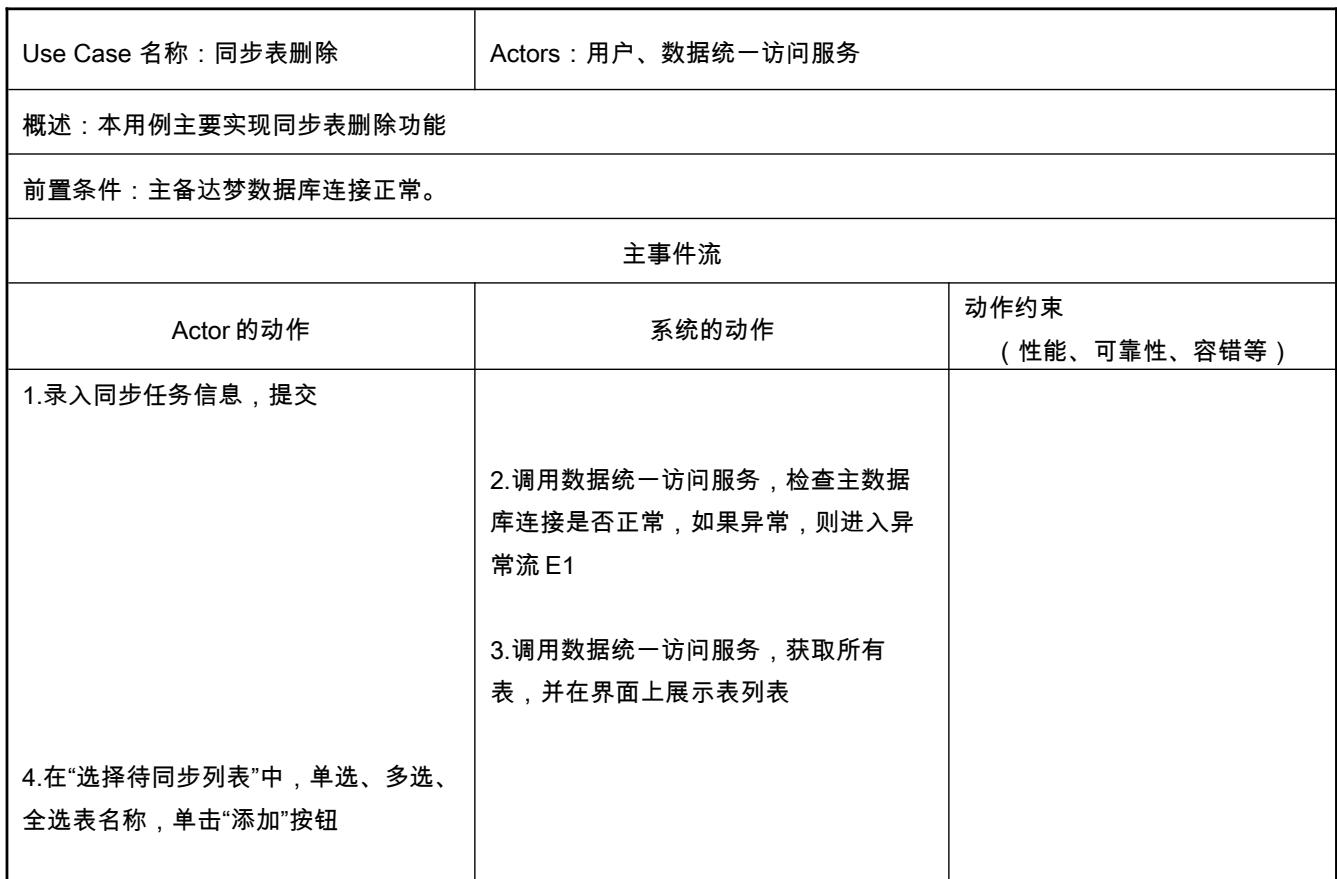 Use Case 名称：同步表删除
Actors：用户、数据统一访问服务
概述：本用例主要实现同步表删除功能
前置条件：主备达梦数据库连接正常。
主事件流
Actor 的动作
系统的动作
动作约束
（性能、可靠性、容错等）
1.录入同步任务信息，提交
2.调用数据统一访问服务，检查主数据
库连接是否正常，如果异常，则进入异
常流 E1
3.调用数据统一访问服务，获取所有
表，并在界面上展示表列表
4.在“选择待同步列表”中，单选、多选、
全选表名称，单击“添加”按钮